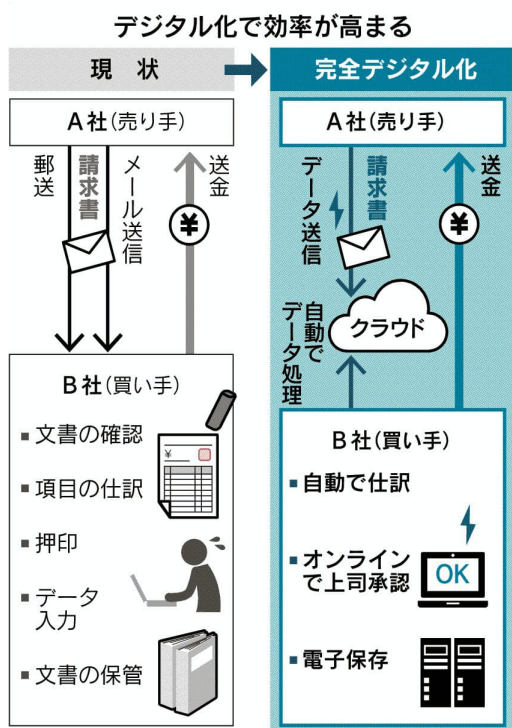 デジタル化で効率が高まる
現状
A社(売り手)
郵送
請求書
メール送信
送金
¥
B社(買い手)
¥
▪文書の確認
▪項目の仕訳
▪押印
▪データ
入力
▪文書の保管
完全デジタル化
A社(売り手)
データ送信
請求書
送金
¥
自動で
データ処理
クラウド
B社(買い手)
▪自動で仕訳
▪オンライン
で上司承認
OK
▪電子保存